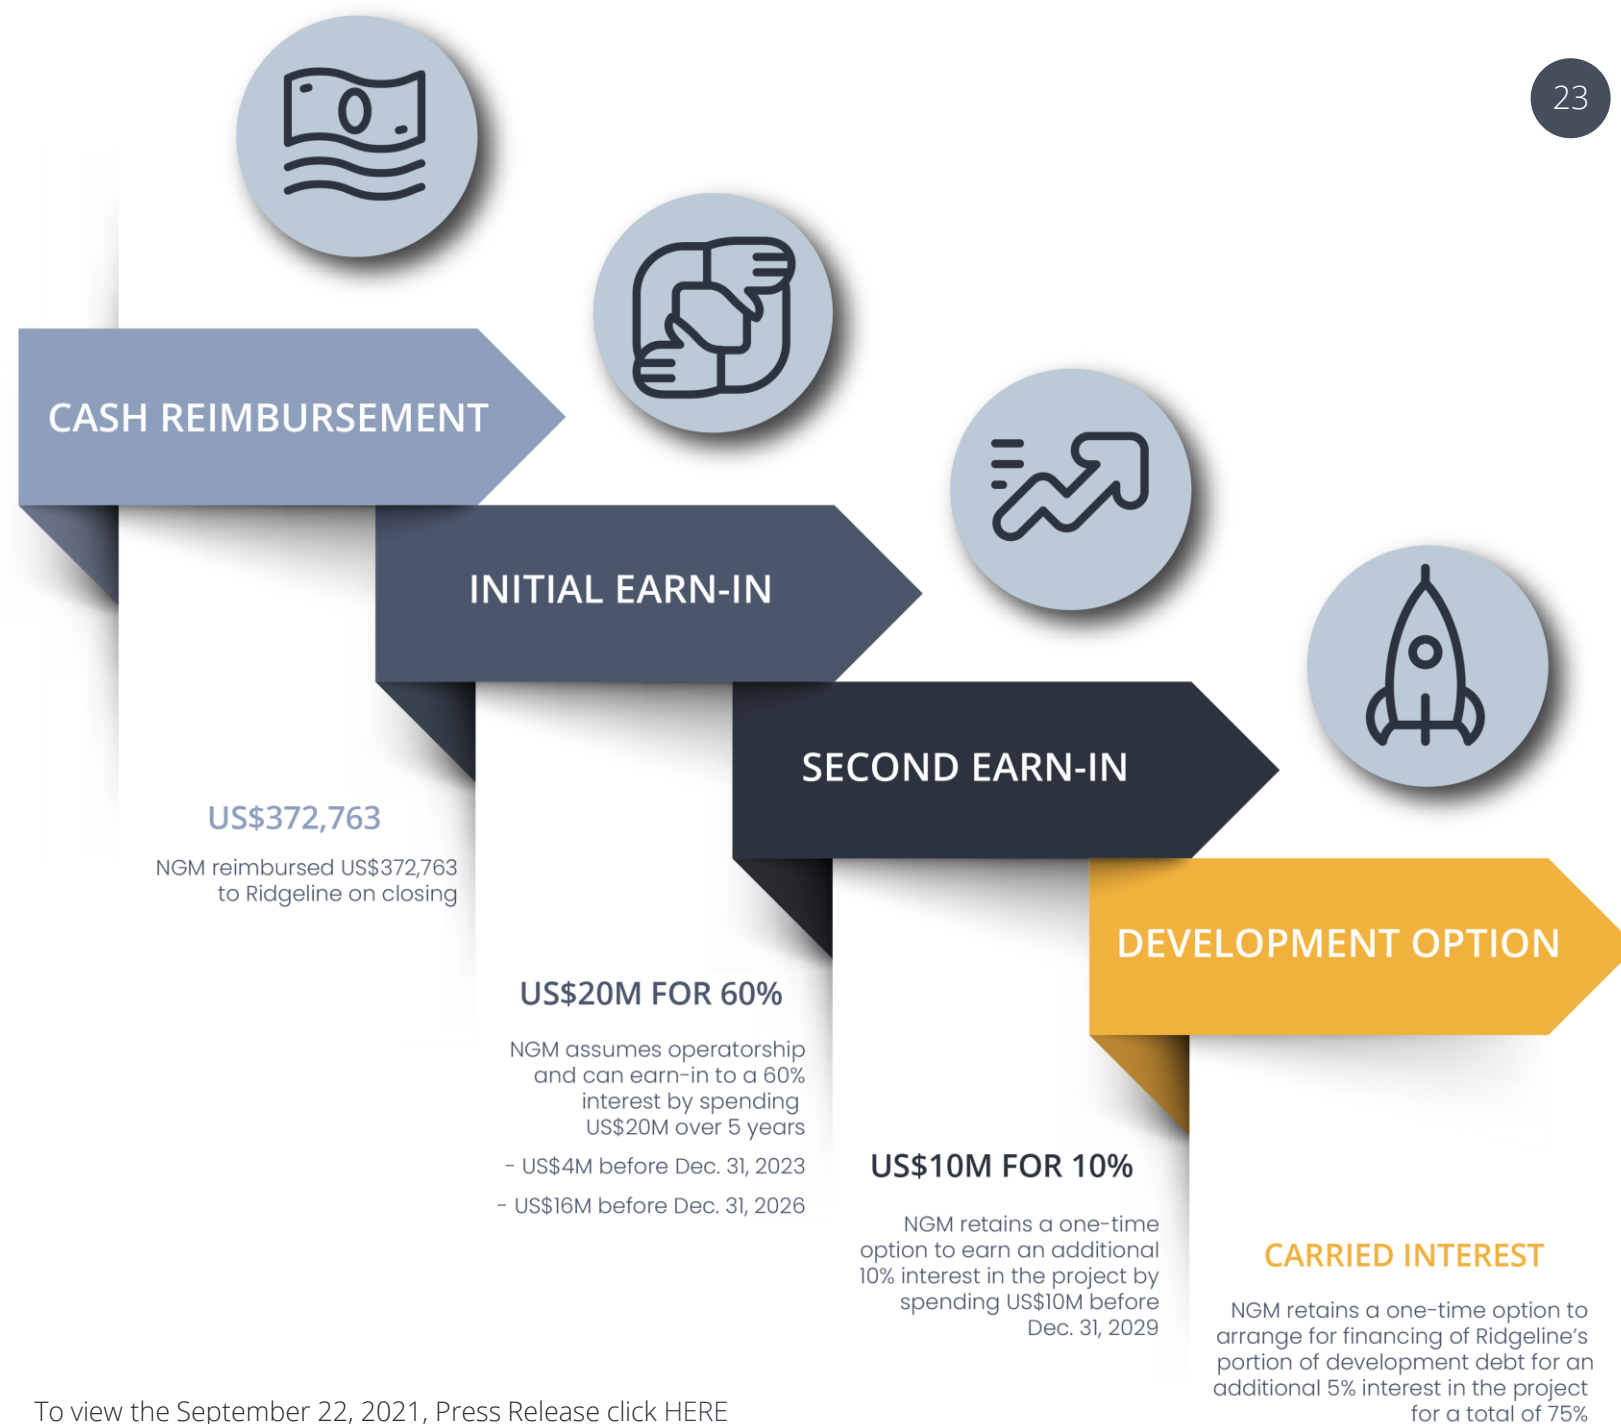 23
CASH REIMBURSEMENT
US$372,763
NGM reimbursed US$372,763
to Ridgeline on closing
INITIAL EARN-IN
US$20M FOR 60%
NGM assumes operatorship
and can earn-in to a 60%
interest by spending
US$20M over 5 years
- US$4M before Dec. 31, 2023
- US$16M before Dec. 31, 2026
SECOND EARN-IN
US$10M FOR 10%
NGM retains a one-time
option to earn an additional
10% interest in the project by
spending US$10M before
Dec. 31, 2029
DEVELOPMENT OPTION
CARRIED INTEREST
NGM retains a one-time option to
arrange for financing of Ridgeline’s
portion of development debt for an
additional 5% interest in the project
for a total of 75%
To view the September 22, 2021, Press Release click HERE